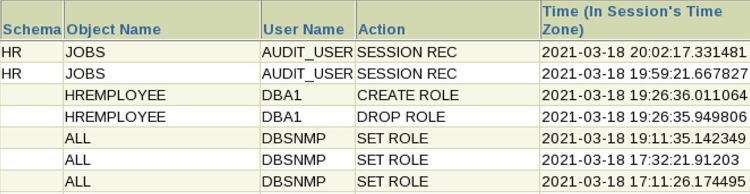 Schema Object Name User Name Action Time (In Session's Time Zone)
HR JOBS AUDIT_USER SESSION REC 2021-03-18 20:02:17.331481
HR JOBS AUDIT_USER SESSION REC 2021-03-18 19:59:21.667827
HREMPLOYEE DBA1 CREATE ROLE 2021-03-18 19:26:36.011064
HREMPLOYEE DBA1 DROP ROLE 2021-03-18 19:26:35.949806
ALL DBSNMP SET ROLE 2021-03-18 19:11:35.142349
ALL DBSNMP SET ROLE 2021-03-18 17:32:21.91203
ALL DBSNMP SET ROLE 2021-03-18 17:11:26.174495